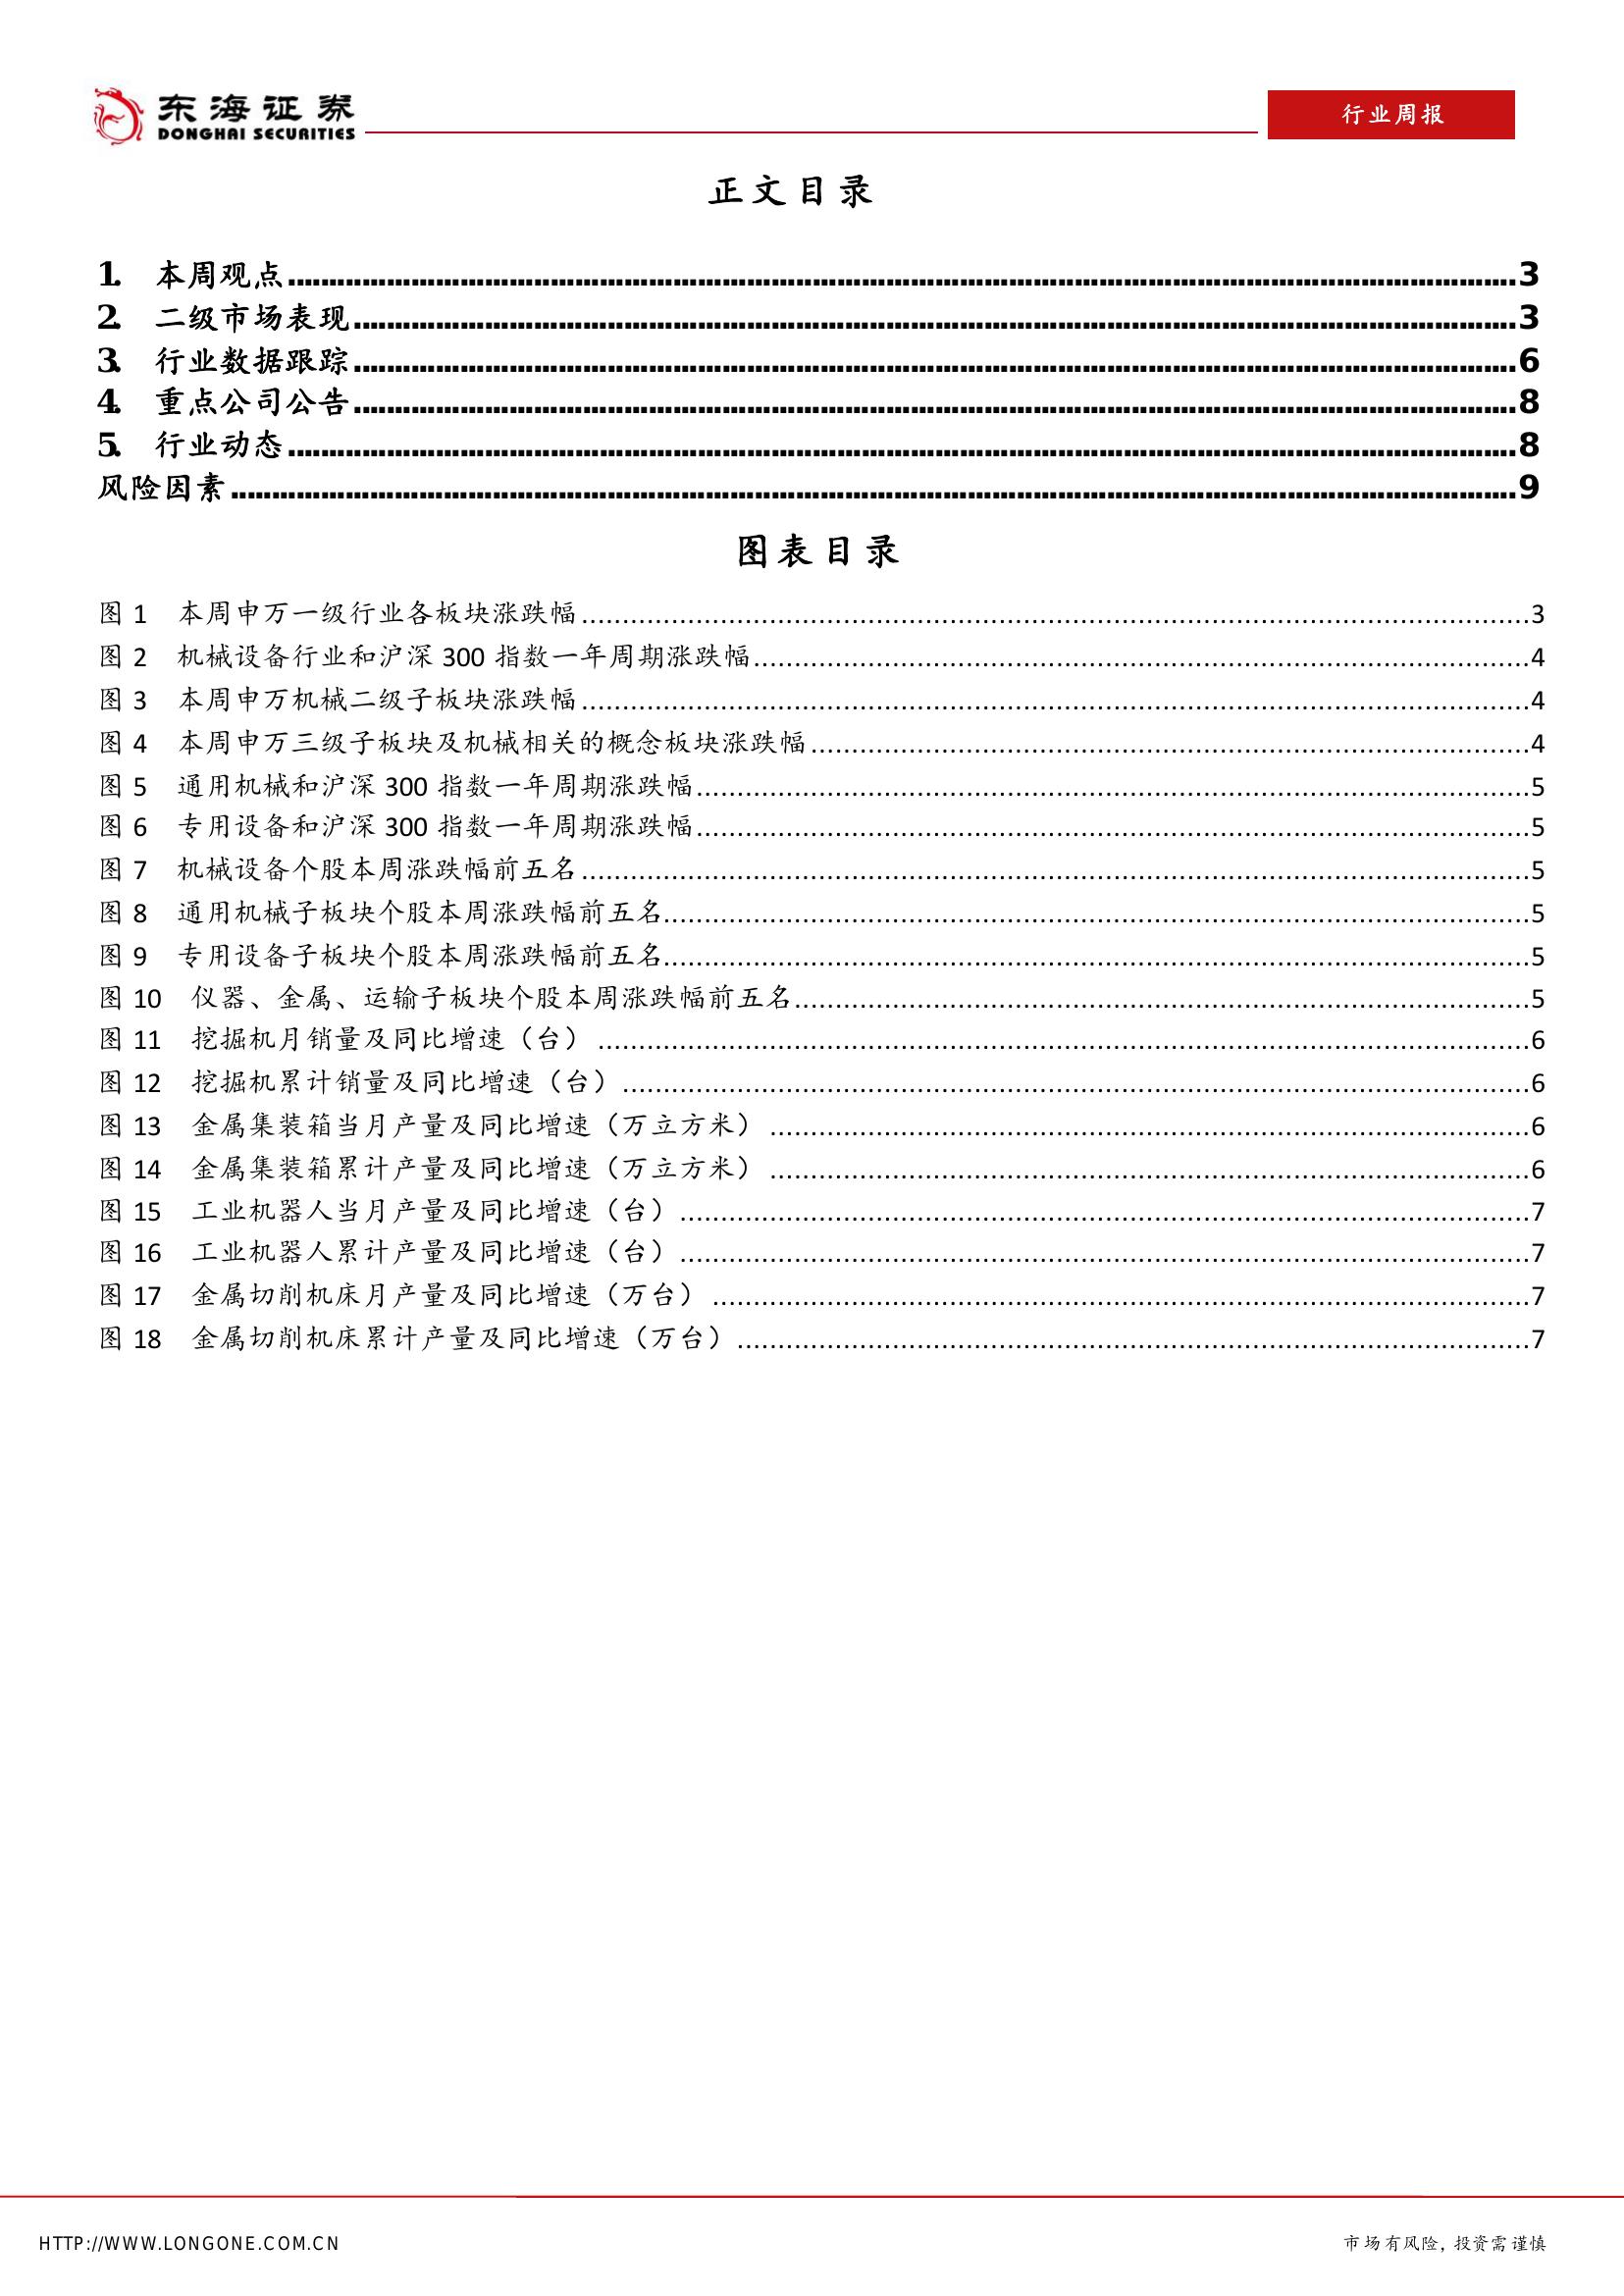 东海证券
DONGHAI SECURITIES
行业周报
正文目录
1. 本周观点........................................3
2. 二级市场表现........................................3
3. 行业数据跟踪........................................6
4. 重点公司公告........................................8
5. 行业动态........................................8
风险因素........................................9
图表目录
图 1 本周申万一级行业各板块涨跌幅........................................3
图 2 机械设备行业和沪深 300 指数一年周期涨跌幅........................................4
图 3 本周申万机械二级子板块涨跌幅........................................4
图 4 本周申万三级子板块及机械相关的概念板块涨跌幅........................................4
图 5 通用机械和沪深 300 指数一年周期涨跌幅........................................5
图 6 专用设备和沪深 300 指数一年周期涨跌幅........................................5
图 7 机械设备个股本周涨跌幅前五名........................................5
图 8 通用机械子板块个股本周涨跌幅前五名........................................5
图 9 专用设备子板块个股本周涨跌幅前五名........................................5
图 10 仪器、金属、运输子板块个股本周涨跌幅前五名........................................5
图 11 挖掘机月销量及同比增速（台）........................................6
图 12 挖掘机累计销量及同比增速（台）........................................6
图 13 金属集装箱当月产量及同比增速（万立方米）........................................6
图 14 金属集装箱累计产量及同比增速（万立方米）........................................6
图 15 工业机器人当月产量及同比增速（台）........................................7
图 16 工业机器人累计产量及同比增速（台）........................................7
图 17 金属切削机床月产量及同比增速（万台）........................................7
图 18 金属切削机床累计产量及同比增速（万台）........................................7
HTTP://WWW.LONGONE.COM.CN
市场有风险，投资需谨慎